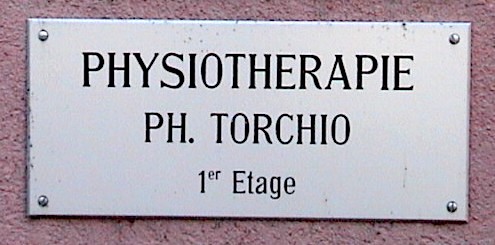 PHYSIOTHERAPIE
PH. TORCHIO
1er Etage